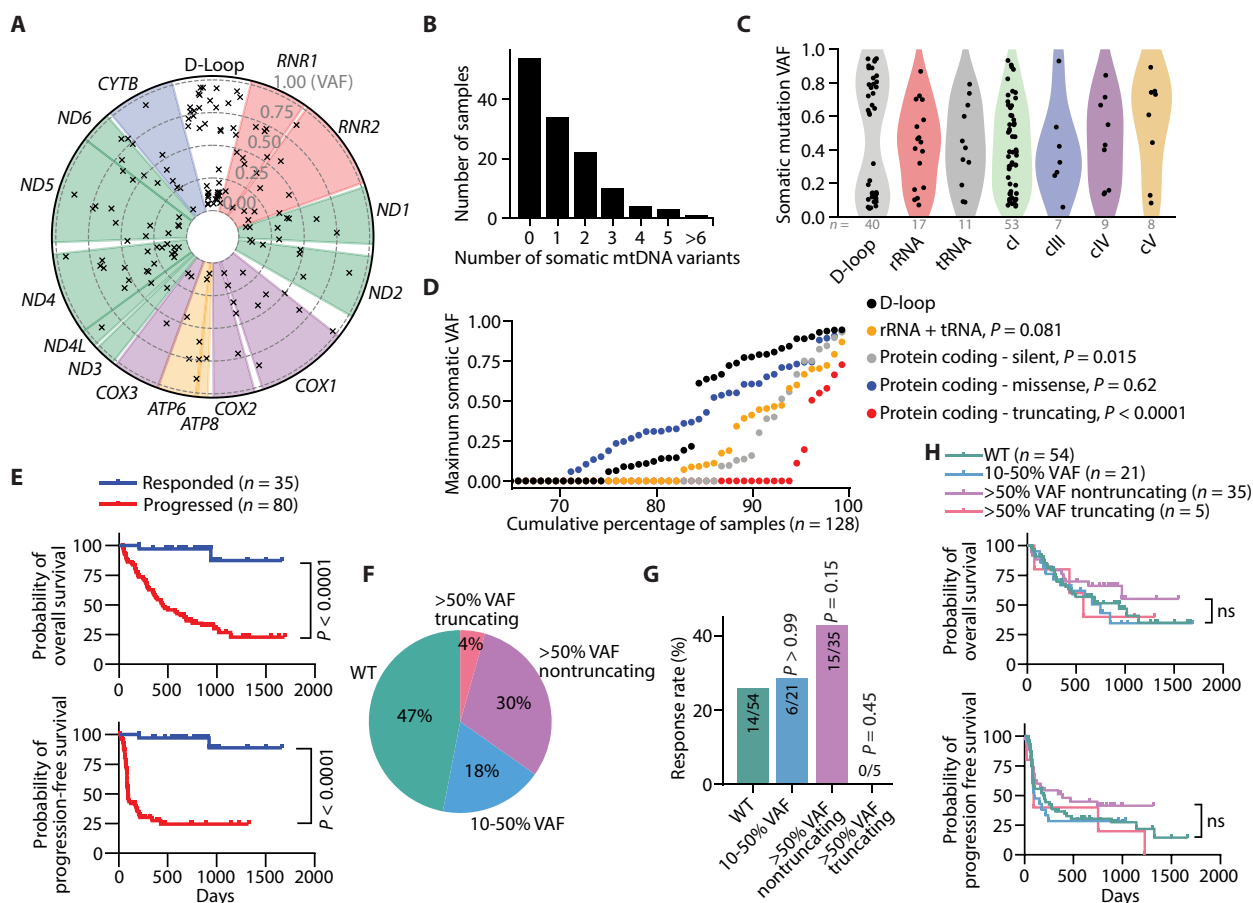 A
D-Loop
RNR1
1.00 (VAF)
0.75
0.50
0.25
0.00
RNR2
ND1
ND2
COX1
COX2
ATP8
ATP6
COX3
ND3
ND4L
ND4
ND5
ND6
CYTB
B
Number of samples
40
20
0
0 1 2 3 4 5 >6
Number of somatic mtDNA variants
C
Somatic mutation VAF
1.0
0.8
0.6
0.4
0.2
0.0
n = 40 17 11 53 7 9 8
D-loop rRNA tRNA cI cIII cIV cV
D
Maximum somatic VAF
1.00
0.75
0.50
0.25
0.00
70 80 90 100
Cumulative percentage of samples (n = 128)
D-loop
rRNA + tRNA, P = 0.081
Protein coding - silent, P = 0.015
Protein coding - missense, P = 0.62
Protein coding - truncating, P < 0.0001
E
Responded (n = 35)
Progressed (n = 80)
Probability of
overall survival
100
75
50
25
0
0 500 1000 1500 2000
P < 0.0001
Probability of
progression-free survival
100
75
50
25
0
0 500 1000 1500 2000
Days
P < 0.0001
F
>50% VAF
truncating
4%
>50% VAF
nontruncating
30%
WT
47%
18%
10-50% VAF
G
Response rate (%)
40
20
0
14/54
6/21
P > 0.99
15/35
P = 0.15
0/5
P = 0.45
WT
10-50% VAF
>50% VAF
nontruncating
>50% VAF
truncating
H
WT (n = 54)
10-50% VAF (n = 21)
>50% VAF nontruncating (n = 35)
>50% VAF truncating (n = 5)
Probability of
overall survival
100
75
50
25
0
0 500 1000 1500 2000
ns
Probability of
progression free survival
100
75
50
25
0
0 500 1000 1500 2000
Days
ns